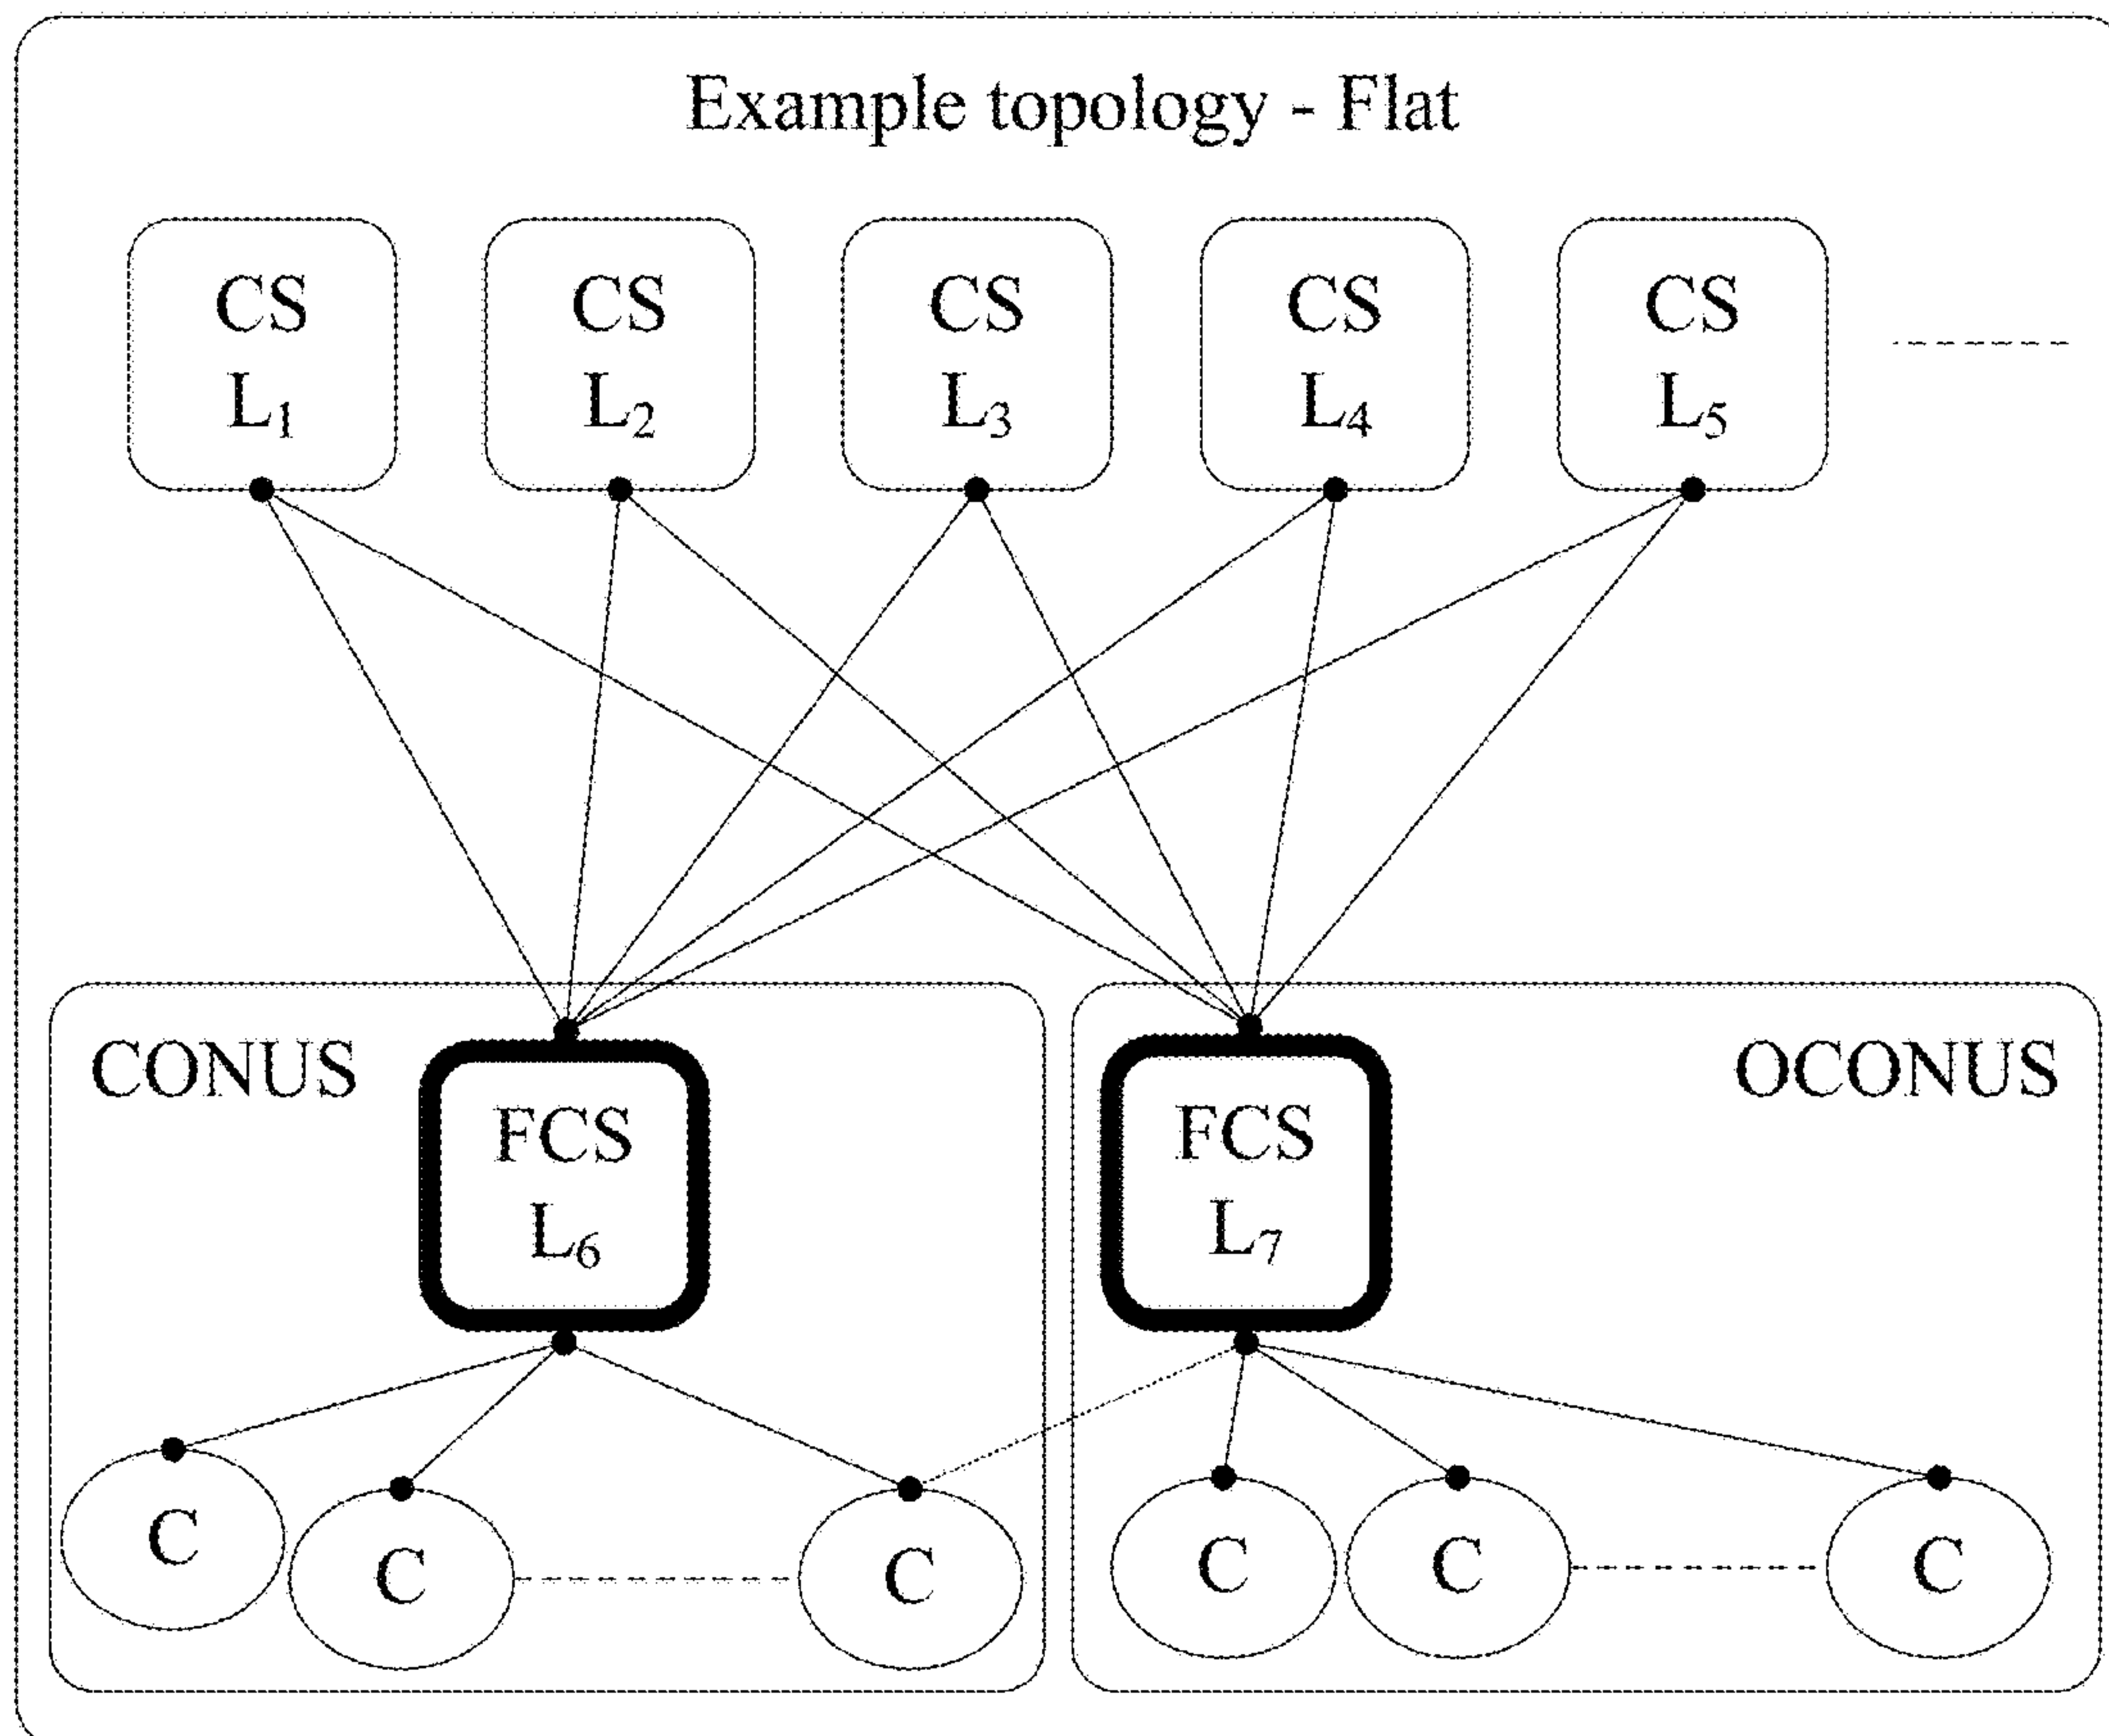 Example topology - Flat
CS
L1
CS
L2
CS
L3
CS
L4
CS
L5
CONUS
FCS
L6
FCS
L7
OCONUS
C
C
C
C
C
C